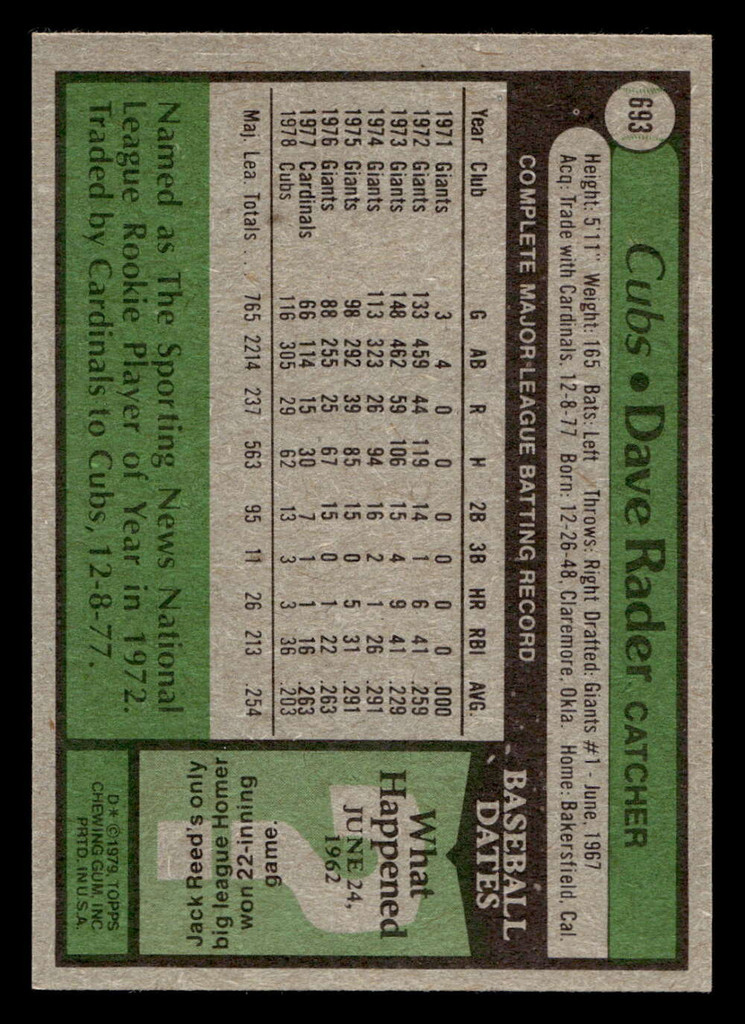 693
Cubs • Dave Rader CATCHER
Height: 5'11" Weight: 165 Bats: Left Throws: Right Drafted: Giants #1 - June, 1967
Acq: Trade with Cardinals, 12-8-77 Born: 12-26-48, Claremore, Okla. Home: Bakersfield, Cal.
COMPLETE MAJOR LEAGUE BATTING RECORD
Year Club G AB R H 2B 3B HR RBI AVG.
1971 Giants 3 4 0 0 0 0 0 0 .000
1972 Giants 133 459 44 119 14 1 6 41 .259
1973 Giants 148 462 59 106 15 4 9 41 .229
1974 Giants 113 323 26 94 16 2 1 26 .291
1975 Giants 98 292 39 85 15 0 5 31 .291
1976 Giants 88 255 25 67 15 0 1 22 .263
1977 Cardinals 66 114 15 30 7 1 1 16 .263
1978 Cubs 116 305 29 62 13 3 3 36 .203
Maj. Lea. Totals . . 765 2214 237 563 95 11 26 213 .254
Named as The Sporting News National
League Rookie Player of Year in 1972.
Traded by Cardinals to Cubs, 12-8-77.
BASEBALL
DATES
What
Happened
JUNE 24,
1962
?
Jack Reed's only
big league Homer
won 22-inning
game.
D* ©1979, TOPPS
CHEWING GUM, INC
PRTD. IN U.S.A.